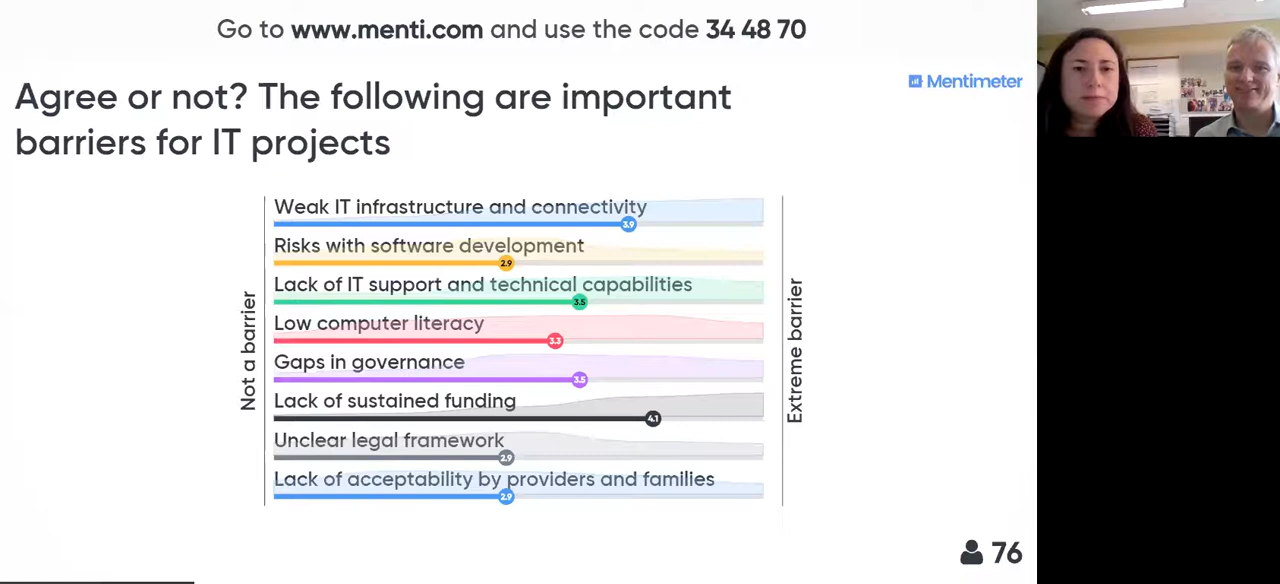 Go to www.menti.com and use the code 34 48 70
Mentimeter
Agree or not? The following are important
barriers for IT projects
Not a barrier
Extreme barrier
Weak IT infrastructure and connectivity
3.9
Risks with software development
2.9
Lack of IT support and technical capabilities
3.5
Low computer literacy
3.3
Gaps in governance
3.5
Lack of sustained funding
4.1
Unclear legal framework
2.9
Lack of acceptability by providers and families
2.9
76